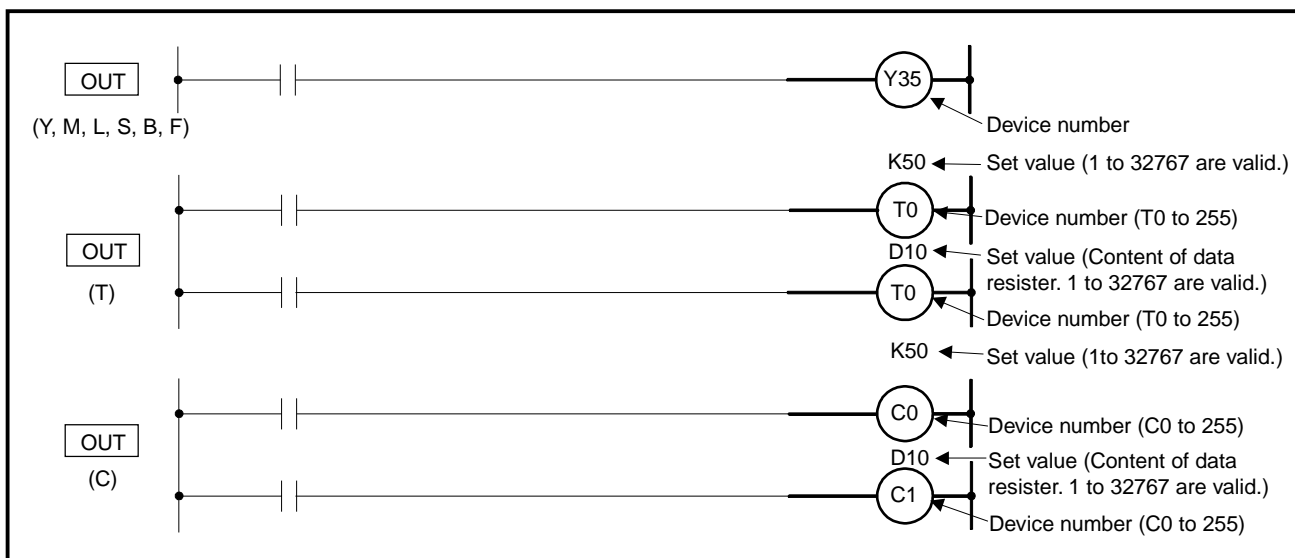 OUT
(Y, M, L, S, B, F)
Y35
Device number
K50
Set value (1 to 32767 are valid.)
OUT
(T)
T0
Device number (T0 to 255)
D10
Set value (Content of data
resister. 1 to 32767 are valid.)
T0
Device number (T0 to 255)
K50
Set value (1to 32767 are valid.)
OUT
(C)
C0
Device number (C0 to 255)
D10
Set value (Content of data
resister. 1 to 32767 are valid.)
C1
Device number (C0 to 255)